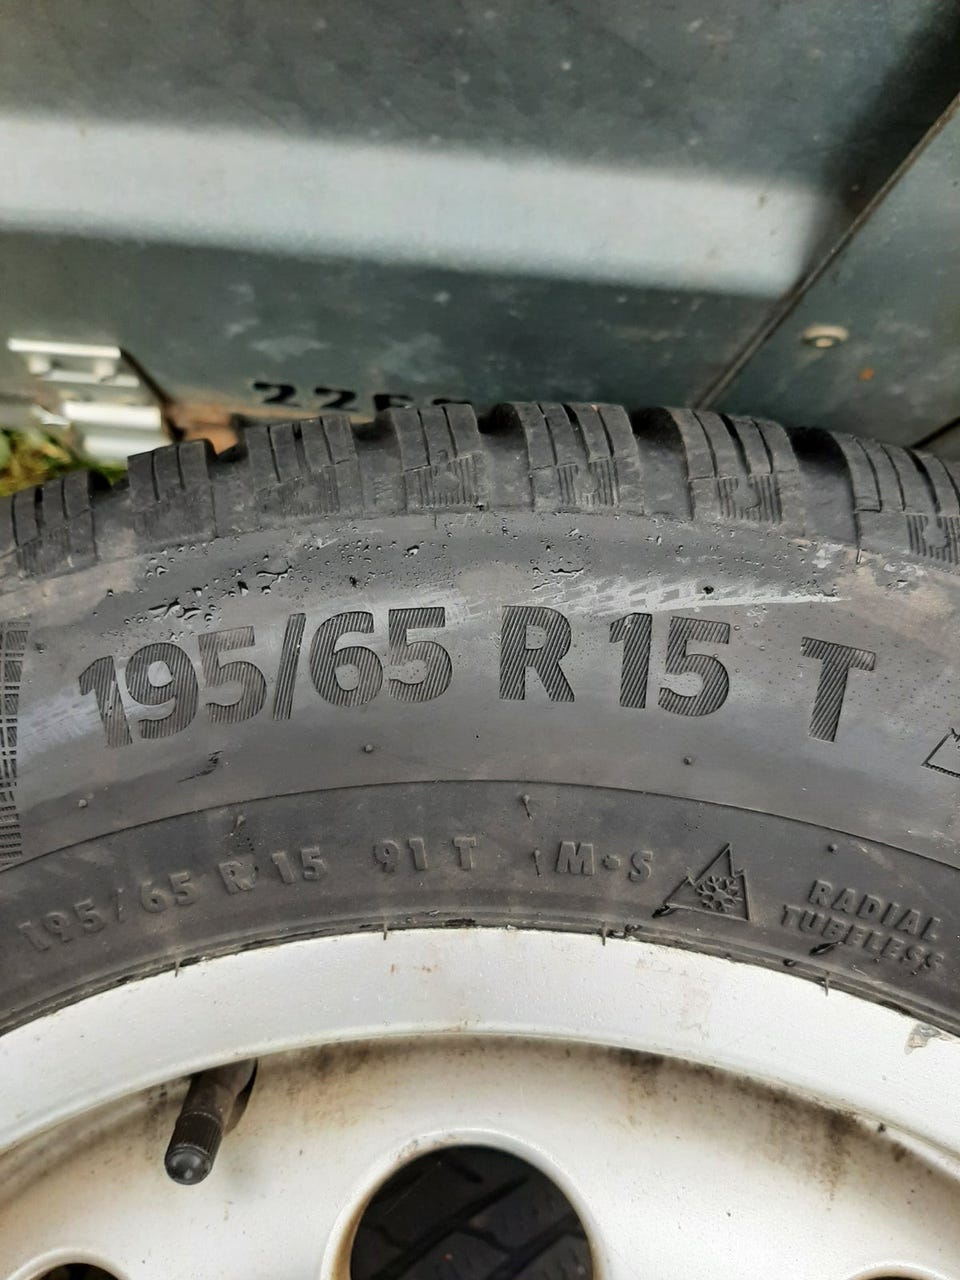 195/65 R 15 T
195/65 R 15 91 T M+S
RADIAL
TUBELESS